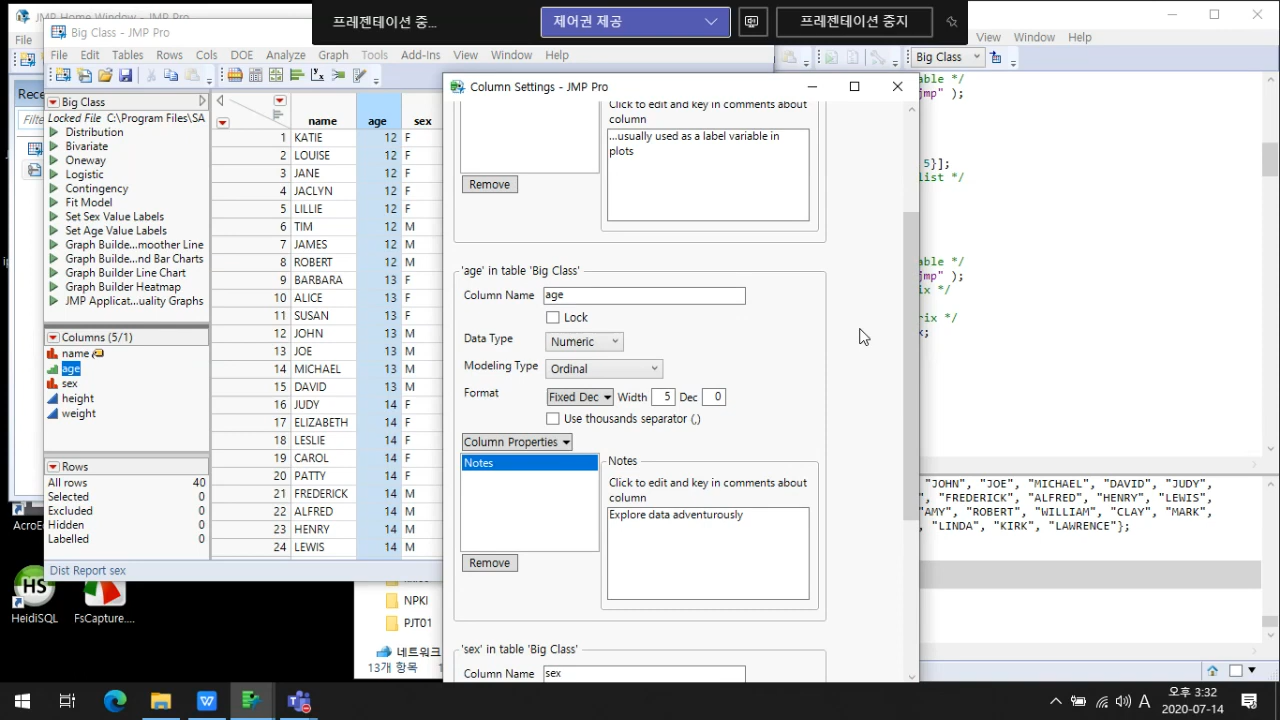 JMP Home Window - JMP Pro
프레젠테이션 중...
제어권 제공
프레젠테이션 중지
Big Class - JMP Pro
File
File Edit Tables Rows Cols DOE Analyze Graph Tools Add-Ins View Window Help
View Window Help
Big Class
Column Settings - JMP Pro
Rece
Filte
Big Class
Locked File C:\Program Files\SA
Distribution
Bivariate
Oneway
Logistic
Contingency
Fit Model
Set Sex Value Labels
Set Age Value Labels
Graph Builde...moother Line
Graph Builde...nd Bar Charts
Graph Builder Line Chart
Graph Builder Heatmap
JMP Applicat...uality Graphs
Columns (5/1)
name
age
sex
height
weight
Rows
All rows 40
Selected 0
Excluded 0
Hidden 0
Labelled 0
Dist Report sex
name age sex
1 KATIE 12 F
2 LOUISE 12 F
3 JANE 12 F
4 JACLYN 12 F
5 LILLIE 12 F
6 TIM 12 M
7 JAMES 12 M
8 ROBERT 12 M
9 BARBARA 13 F
10 ALICE 13 F
11 SUSAN 13 F
12 JOHN 13 M
13 JOE 13 M
14 MICHAEL 13 M
15 DAVID 13 M
16 JUDY 14 F
17 ELIZABETH 14 F
18 LESLIE 14 F
19 CAROL 14 F
20 PATTY 14 F
21 FREDERICK 14 M
22 ALFRED 14 M
23 HENRY 14 M
24 LEWIS 14 M
Click to edit and key in comments about
column
...usually used as a label variable in
plots
Remove
'age' in table 'Big Class'
Column Name age
Lock
Data Type Numeric
Modeling Type Ordinal
Format Fixed Dec Width 5 Dec 0
Use thousands separator (,)
Column Properties
Notes
Notes
Click to edit and key in comments about
column
Explore data adventurously
Remove
'sex' in table 'Big Class'
Column Name sex
able */
jmp" );
5}];
list */
able */
jmp" );
ix */
rix */
k;
"JOHN", "JOE", "MICHAEL", "DAVID", "JUDY",
"FREDERICK", "ALFRED", "HENRY", "LEWIS",
"AMY", "ROBERT", "WILLIAM", "CLAY", "MARK",
"LINDA", "KIRK", "LAWRENCE"};
AcroE
HeidiSQL
FsCapture....
NPKI
PJT01
네트워크
13개 항목
A
오후 3:32
2020-07-14